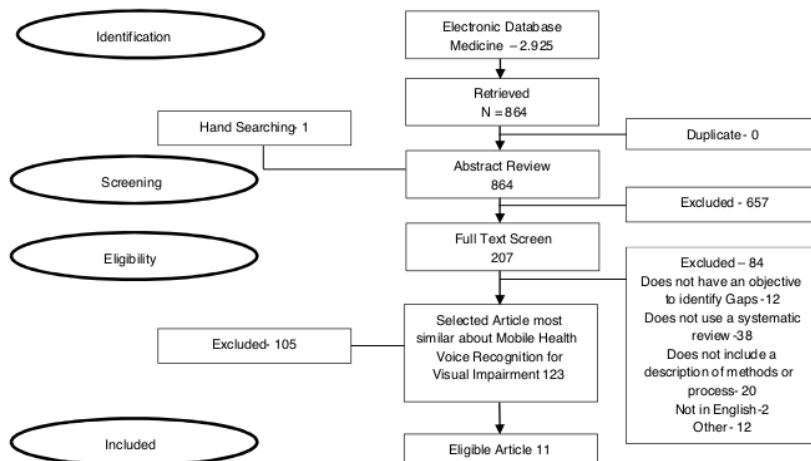 Identification
Electronic Database
Medicine – 2.925
Retrieved
N = 864
Hand Searching- 1
Duplicate- 0
Screening
Abstract Review
864
Excluded - 657
Eligibility
Full Text Screen
207
Excluded – 84
Does not have an objective
to identify Gaps -12
Does not use a systematic
review -38
Does not include a
description of methods or
process- 20
Not in English-2
Other- 12
Excluded- 105
Selected Article most
similar about Mobile Health
Voice Recognition for
Visual Impairment 123
Included
Eligible Article 11